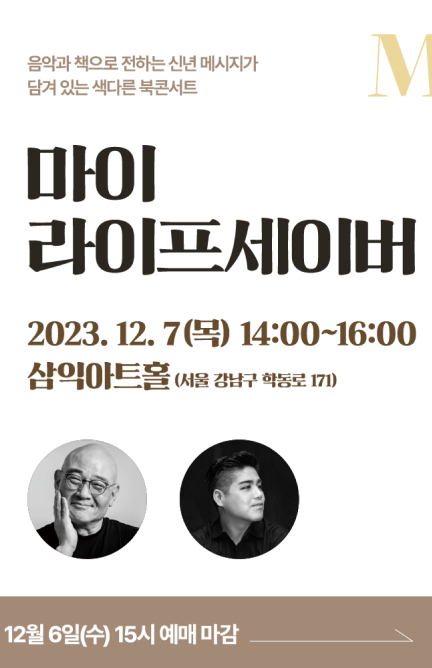 음악과 책으로 전하는 신년 메시지가
담겨 있는 색다른 북콘서트
M
마이
라이프세이버
2023. 12. 7(목) 14:00~16:00
삼익아트홀 (서울 강남구 학동로 171)
12월 6일(수) 15시 예매 마감